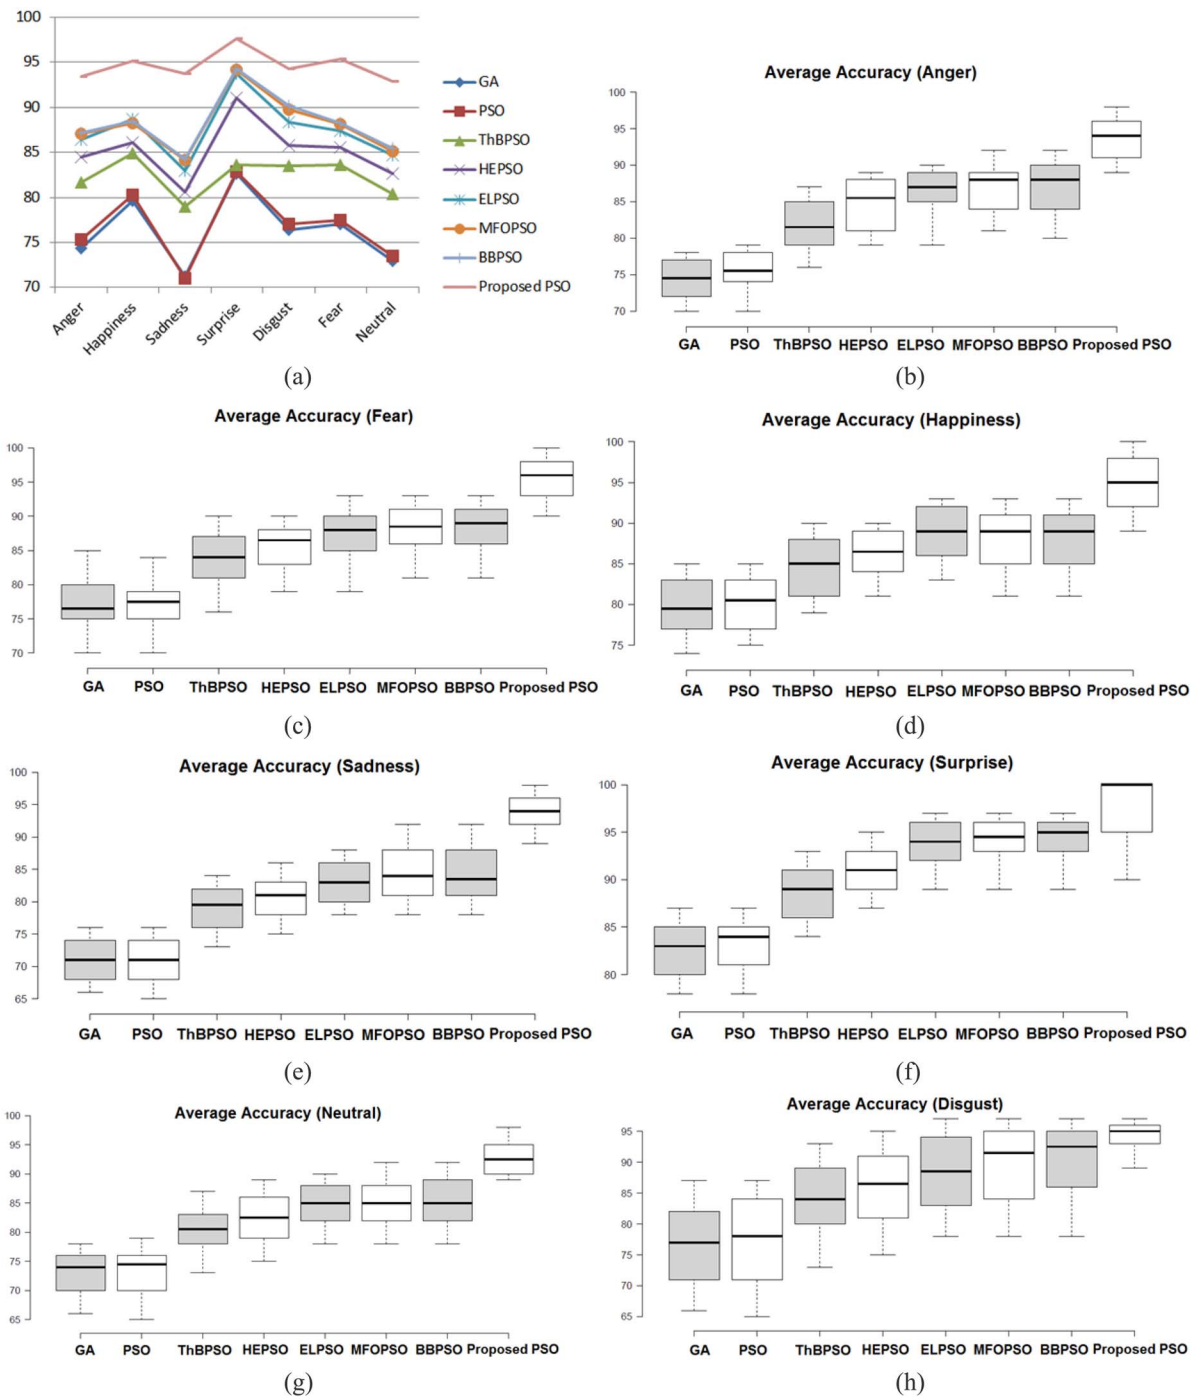 100
95
90
85
80
75
70
Anger
Happiness
Sadness
Surprise
Disgust
Fear
Neutral
GA
PSO
ThBPSO
HEPSO
ELPSO
MFOPSO
BBPSO
Proposed PSO
(a)
Average Accuracy (Anger)
100
95
90
85
80
75
70
GA PSO ThBPSO HEPSO ELPSO MFOPSO BBPSO Proposed PSO
(b)
Average Accuracy (Fear)
100
95
90
85
80
75
70
GA PSO ThBPSO HEPSO ELPSO MFOPSO BBPSO Proposed PSO
(c)
Average Accuracy (Happiness)
100
95
90
85
80
75
GA PSO ThBPSO HEPSO ELPSO MFOPSO BBPSO Proposed PSO
(d)
Average Accuracy (Sadness)
100
95
90
85
80
75
70
65
GA PSO ThBPSO HEPSO ELPSO MFOPSO BBPSO Proposed PSO
(e)
Average Accuracy (Surprise)
100
95
90
85
80
GA PSO ThBPSO HEPSO ELPSO MFOPSO BBPSO Proposed PSO
(f)
Average Accuracy (Neutral)
100
95
90
85
80
75
70
65
GA PSO ThBPSO HEPSO ELPSO MFOPSO BBPSO Proposed PSO
(g)
Average Accuracy (Disgust)
95
90
85
80
75
70
65
GA PSO ThBPSO HEPSO ELPSO MFOPSO BBPSO Proposed PSO
(h)